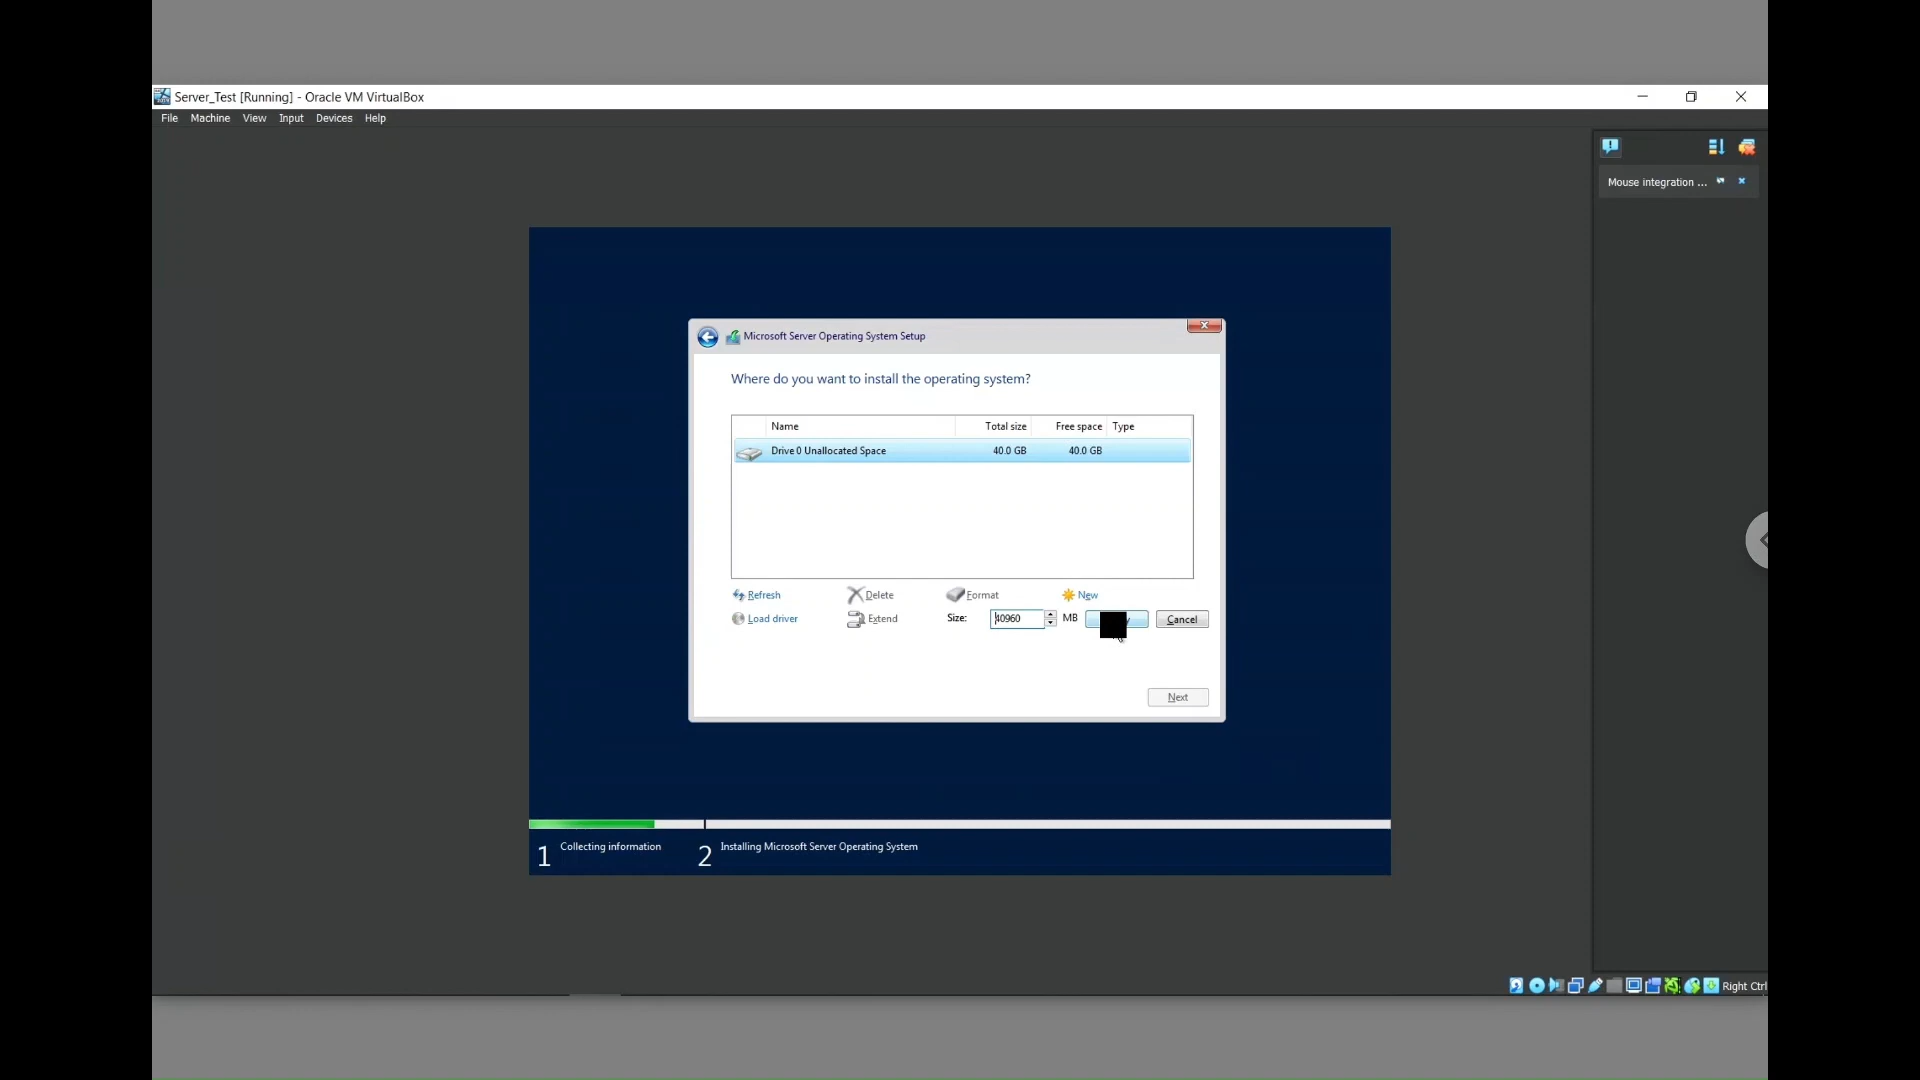 Server_Test [Running] - Oracle VM VirtualBox
File Machine View Input Devices Help
Mouse integration ...
Microsoft Server Operating System Setup
Where do you want to install the operating system?
Name Total size Free space Type
Drive 0 Unallocated Space 40.0 GB 40.0 GB
Refresh Delete Format New
Load driver Extend Size: 40960 MB Cancel
Next
1 Collecting information 2 Installing Microsoft Server Operating System
Right Ctrl